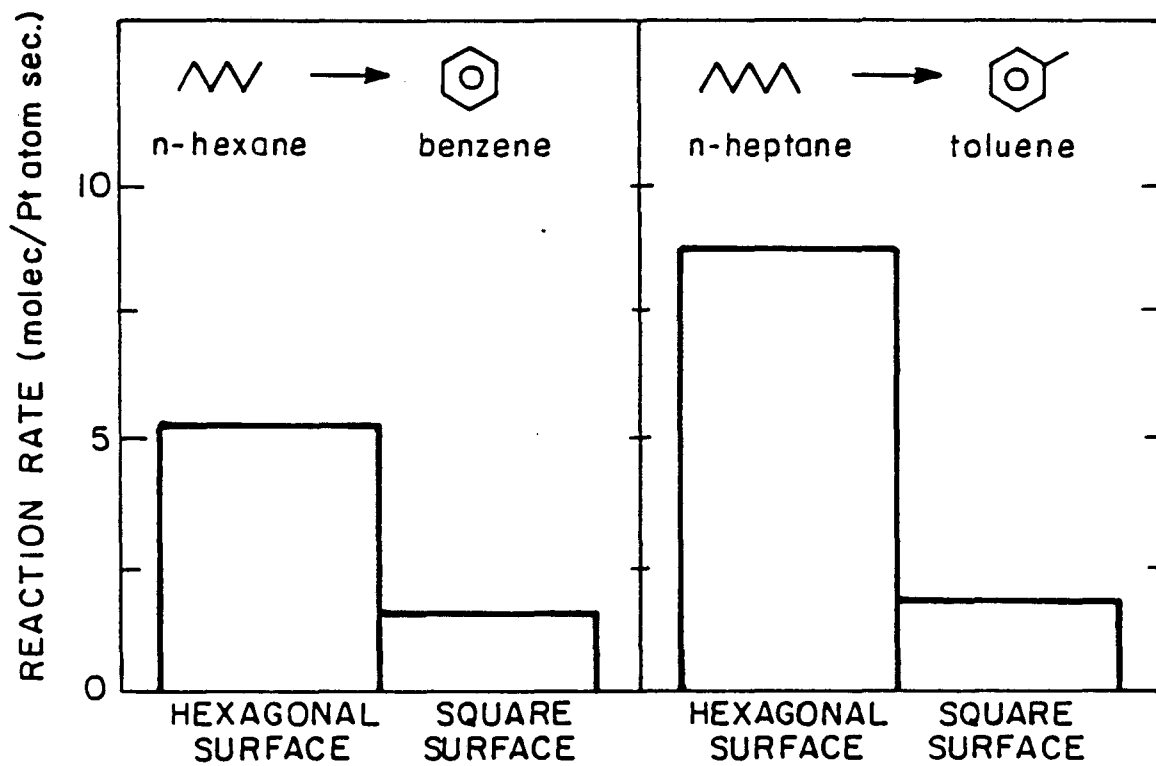 REACTION RATE (molec/Pt atom sec.)
10
5
0
n-hexane
benzene
HEXAGONAL
SURFACE
SQUARE
SURFACE
n-heptane
toluene
HEXAGONAL
SURFACE
SQUARE
SURFACE